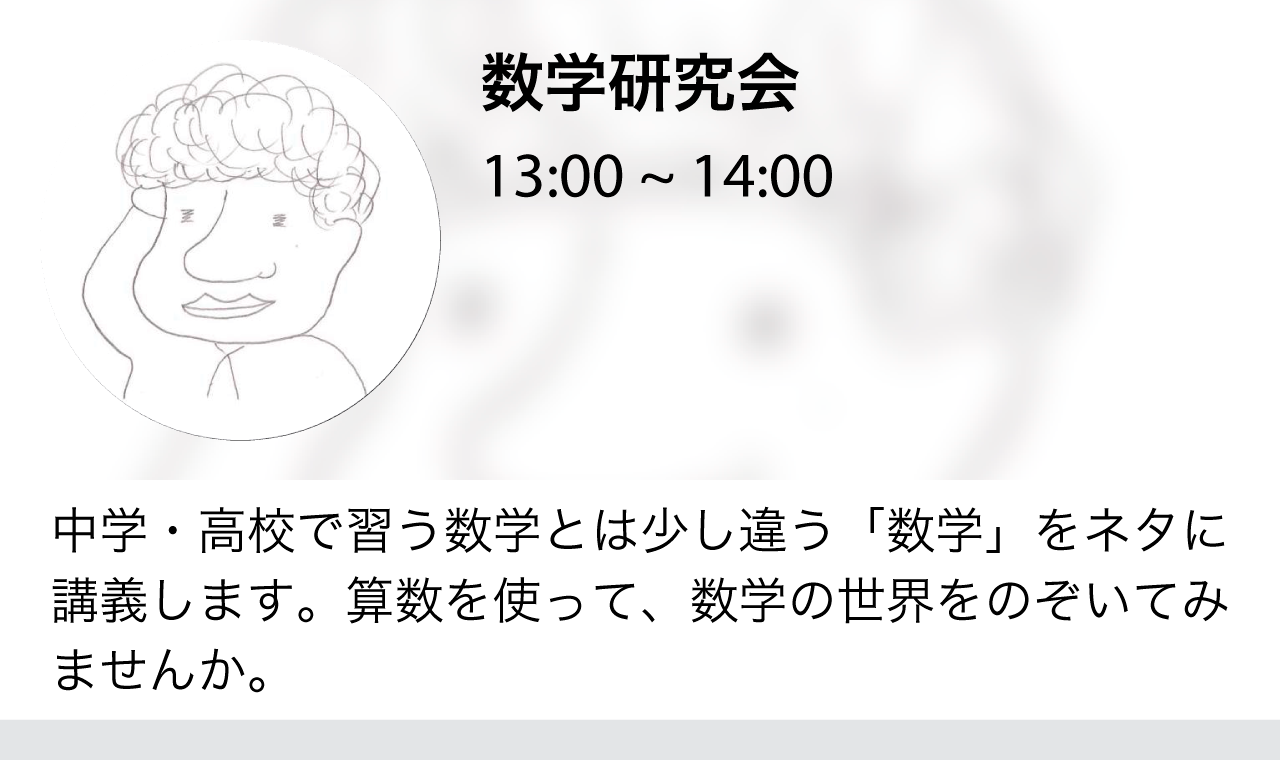 数学研究会
13:00 ~ 14:00
中学・高校で習う数学とは少し違う「数学」をネタに
講義します。算数を使って、数学の世界をのぞいてみ
ませんか。